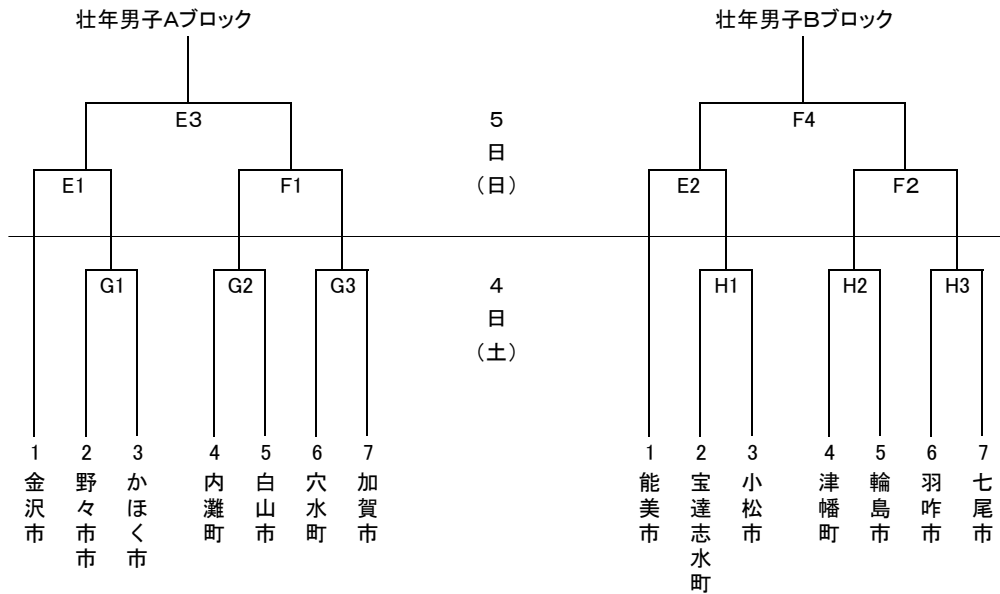 壮年男子Aブロック
壮年男子Bブロック
E3
F4
5
日
（日）
E1
F1
E2
F2
G1
G2
G3
4
日
（土）
H1
H2
H3
1
2
3
4
5
6
7
金沢市
野々市市
かほく市
内灘町
白山市
穴水町
加賀市
1
2
3
4
5
6
7
能美市
宝達志水町
小松市
津幡町
輪島市
羽咋市
七尾市